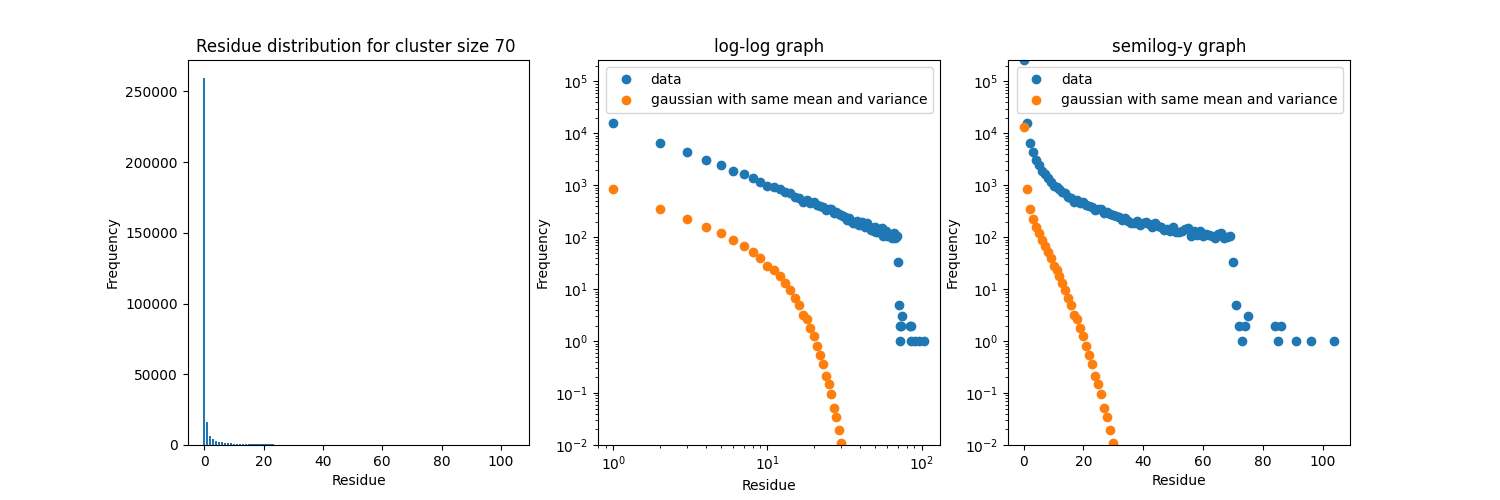 Residue distribution for cluster size 70
250000
200000
150000
100000
50000
0
Frequency
0 20 40 60 80 100
Residue
log-log graph
data
gaussian with same mean and variance
10^5
10^4
10^3
10^2
10^1
10^0
10^-1
10^-2
Frequency
10^0 10^1 10^2
Residue
semilog-y graph
data
gaussian with same mean and variance
10^5
10^4
10^3
10^2
10^1
10^0
10^-1
10^-2
Frequency
0 20 40 60 80 100
Residue